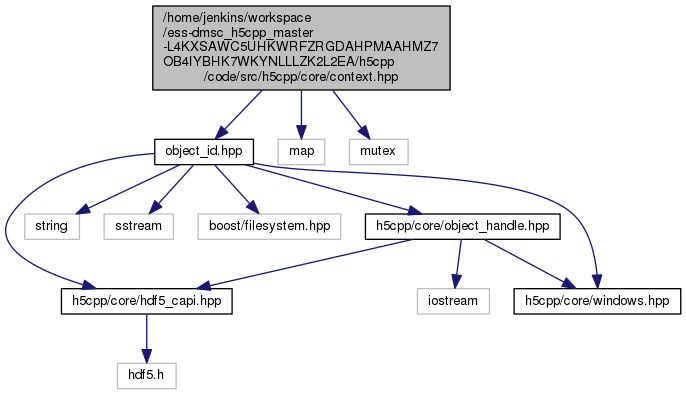 /home/jenkins/workspace
/ess-dmsc_h5cpp_master
-L4KXSAWC5UHKWRFZRGDAHPMAAHMZ7
OB4IYBHK7WKYNLLLZK2L2EA/h5cpp
/code/src/h5cpp/core/context.hpp
object_id.hpp
map
mutex
string
sstream
boost/filesystem.hpp
h5cpp/core/object_handle.hpp
h5cpp/core/hdf5_capi.hpp
iostream
h5cpp/core/windows.hpp
hdf5.h